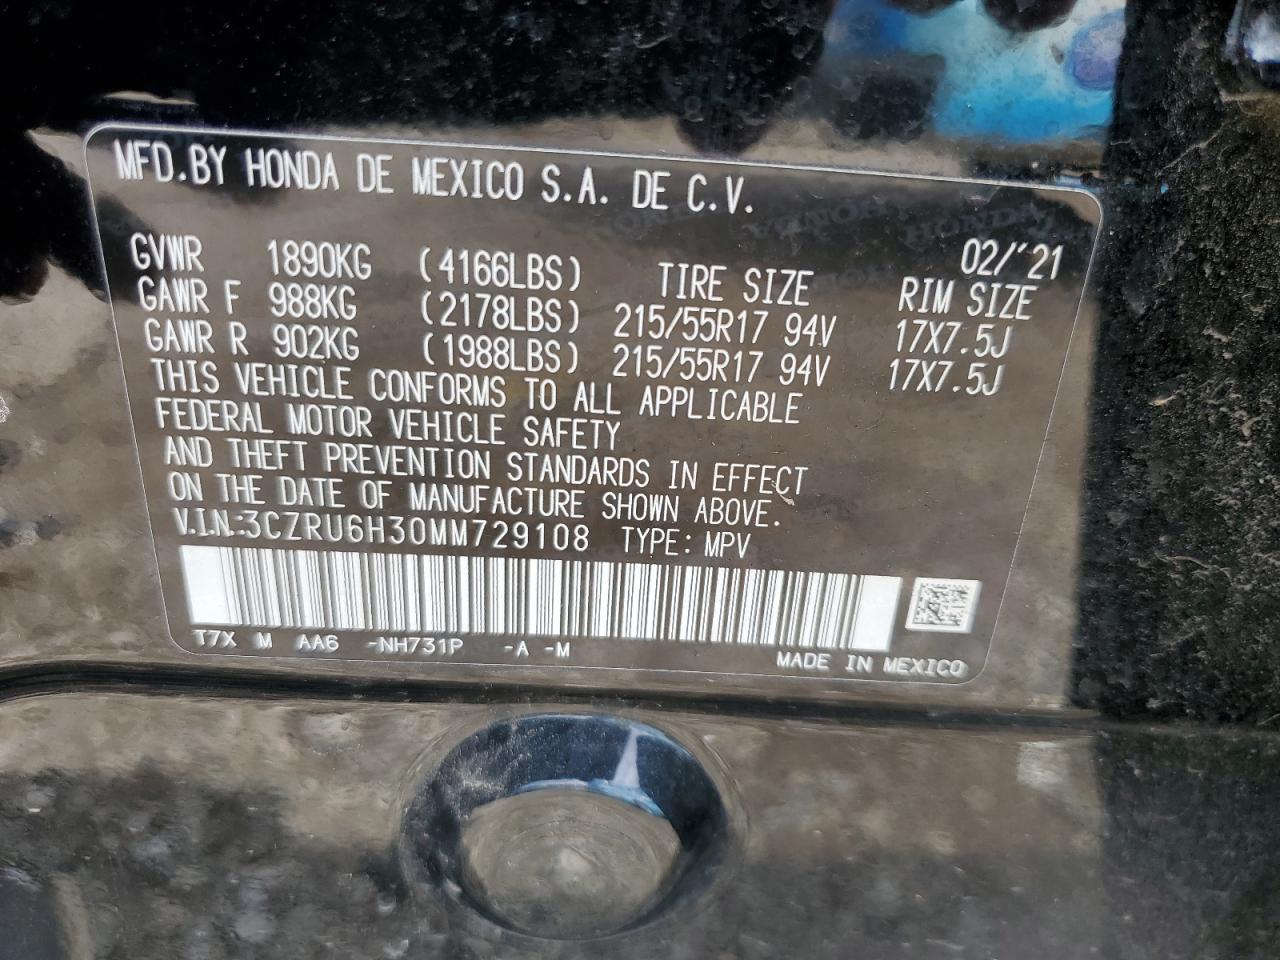 MFD.BY HONDA DE MEXICO S.A. DE C.V.
02/'21
GVWR 1890KG (4166LBS) TIRE SIZE RIM SIZE
GAWR F 988KG (2178LBS) 215/55R17 94V 17X7.5J
GAWR R 902KG (1988LBS) 215/55R17 94V 17X7.5J
THIS VEHICLE CONFORMS TO ALL APPLICABLE
FEDERAL MOTOR VEHICLE SAFETY
AND THEFT PREVENTION STANDARDS IN EFFECT
ON THE DATE OF MANUFACTURE SHOWN ABOVE.
V.I.N.:3CZRU6H30MM729108 TYPE: MPV
T7X M AA6 -NH731P -A -M
MADE IN MEXICO